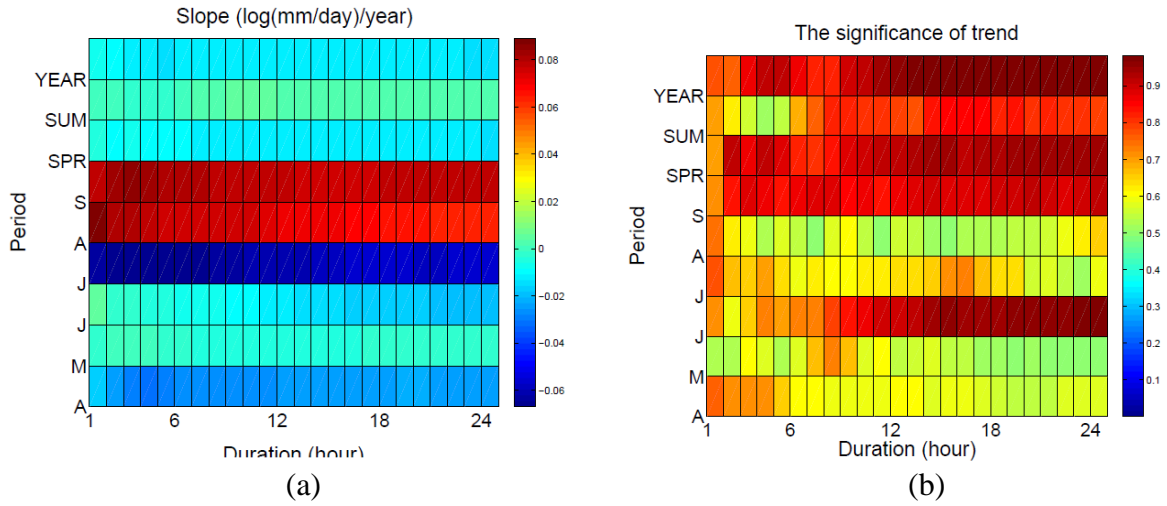 Slope (log(mm/day)/year)
YEAR
SUM
SPR
S
A
J
J
M
A
Period
1 6 12 18 24
Duration (hour)
0.08
0.06
0.04
0.02
0
−0.02
−0.04
−0.06
(a)
The significance of trend
YEAR
SUM
SPR
S
A
J
J
M
A
Period
1 6 12 18 24
Duration (hour)
0.9
0.8
0.7
0.6
0.5
0.4
0.3
0.2
0.1
(b)